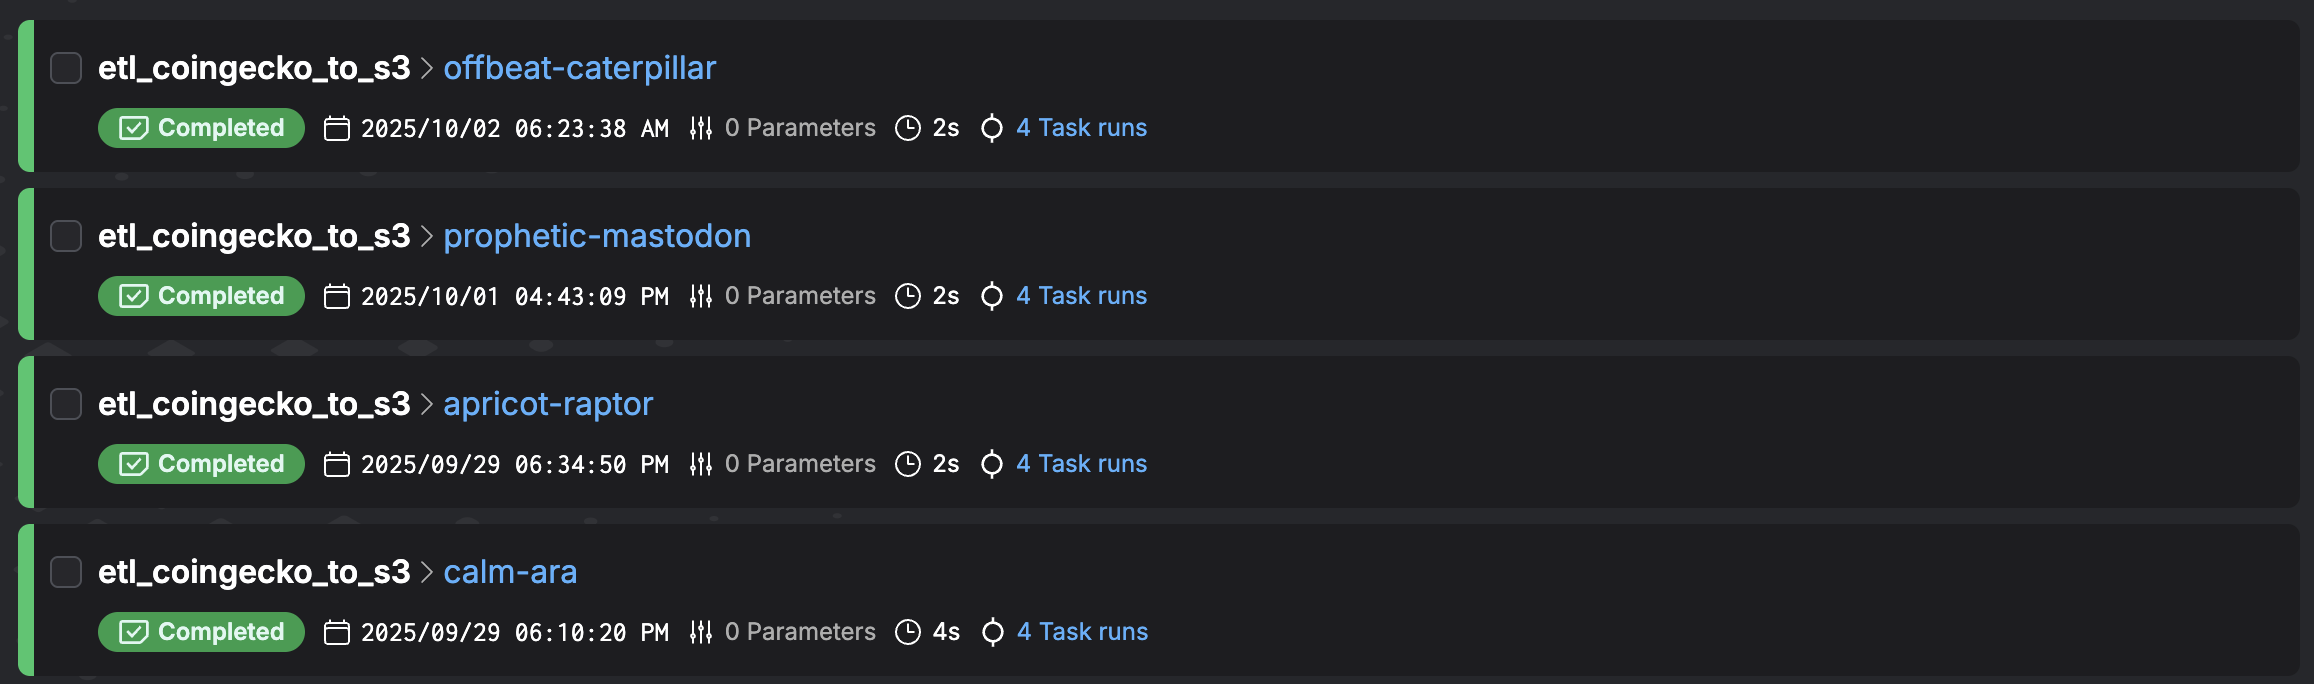 etl_coingecko_to_s3 > offbeat-caterpillar
Completed 2025/10/02 06:23:38 AM 0 Parameters 2s 4 Task runs
etl_coingecko_to_s3 > prophetic-mastodon
Completed 2025/10/01 04:43:09 PM 0 Parameters 2s 4 Task runs
etl_coingecko_to_s3 > apricot-raptor
Completed 2025/09/29 06:34:50 PM 0 Parameters 2s 4 Task runs
etl_coingecko_to_s3 > calm-ara
Completed 2025/09/29 06:10:20 PM 0 Parameters 4s 4 Task runs